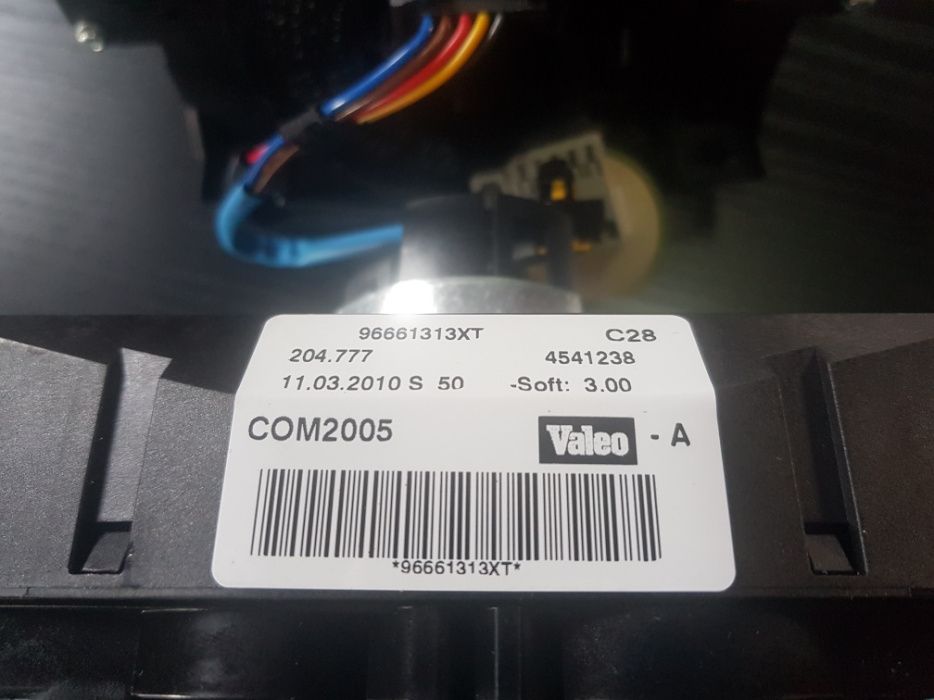 96661313XT C28
204.777 4541238
11.03.2010 S 50 -Soft: 3.00
COM2005 Valeo - A
*96661313XT*